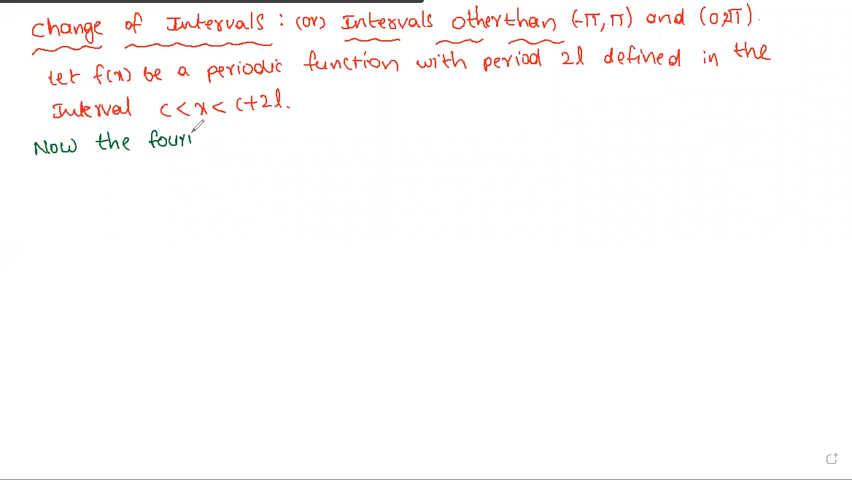 Change of Intervals : (or) Intervals Otherthan (-π, π) and (0,2π).
Let f(x) be a periodic function with period 2l defined in the
Interval c < x < c+2l.
Now the fouri